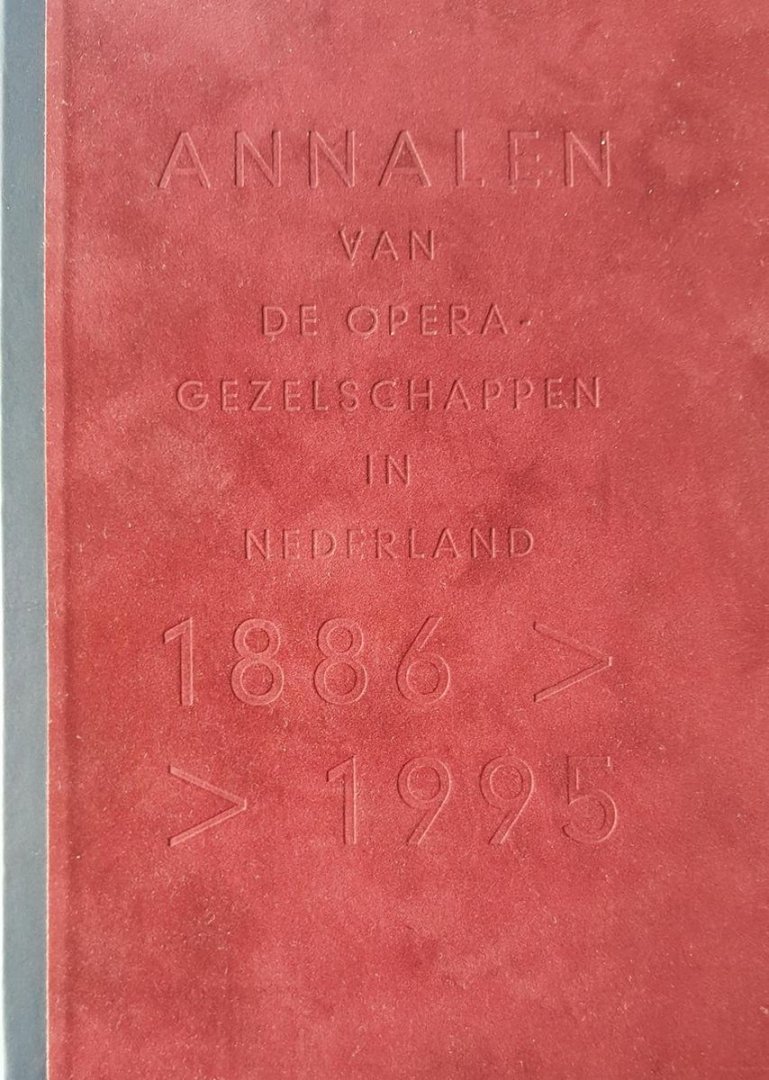 ANNALEN
VAN
DE OPERA-
GEZELSCHAPPEN
IN
NEDERLAND
1886 >
> 1995